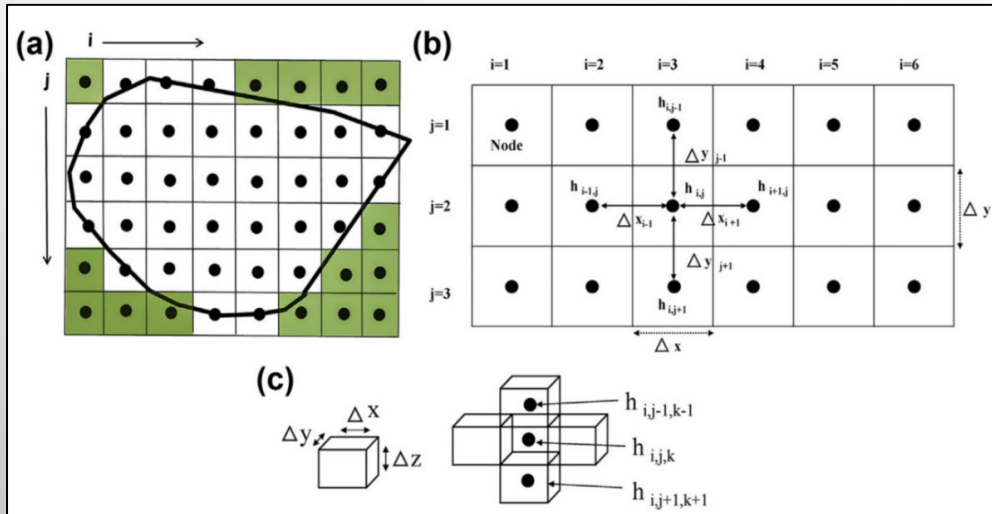 (a)
i
j
(b)
i=1 i=2 i=3 i=4 i=5 i=6
j=1
h i,j-1
Node
△ y j-1
j=2
h i-1,j h i,j h i+1,j
△ x i-1 △ x i+1
△ y
△ y j+1
j=3
h i,j+1
△ x
(c)
△ x
△y
△z
h i,j-1,k-1
h i,j,k
h i,j+1,k+1